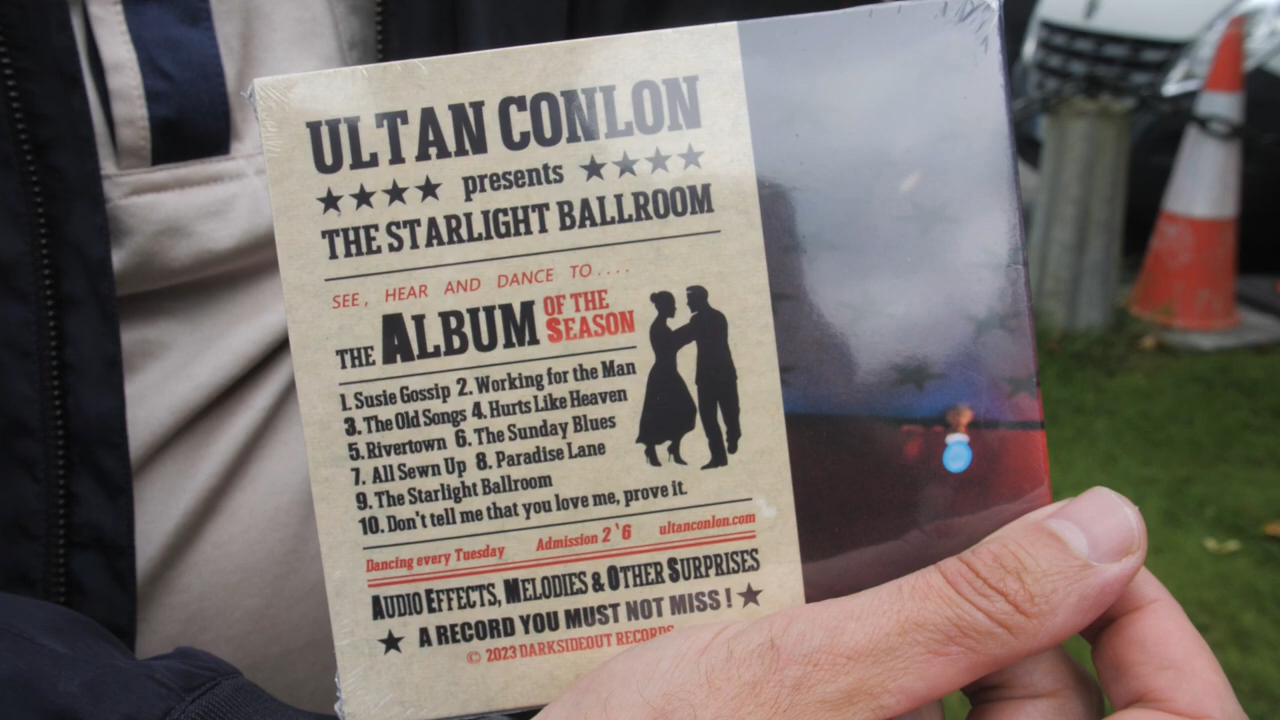 ULTAN CONLON
★★★★ presents ★★★★
THE STARLIGHT BALLROOM
SEE, HEAR AND DANCE TO....
THE ALBUM OF THE SEASON
1. Susie Gossip 2. Working for the Man
3. The Old Songs 4. Hurts Like Heaven
5. Rivertown 6. The Sunday Blues
7. All Sewn Up 8. Paradise Lane
9. The Starlight Ballroom
10. Don't tell me that you love me, prove it.
Dancing every Tuesday Admission 2 '6 ultanconlon.com
AUDIO EFFECTS, MELODIES & OTHER SURPRISES
★ A RECORD YOU MUST NOT MISS ! ★
© 2023 DARKSIDEOUT RECORDS